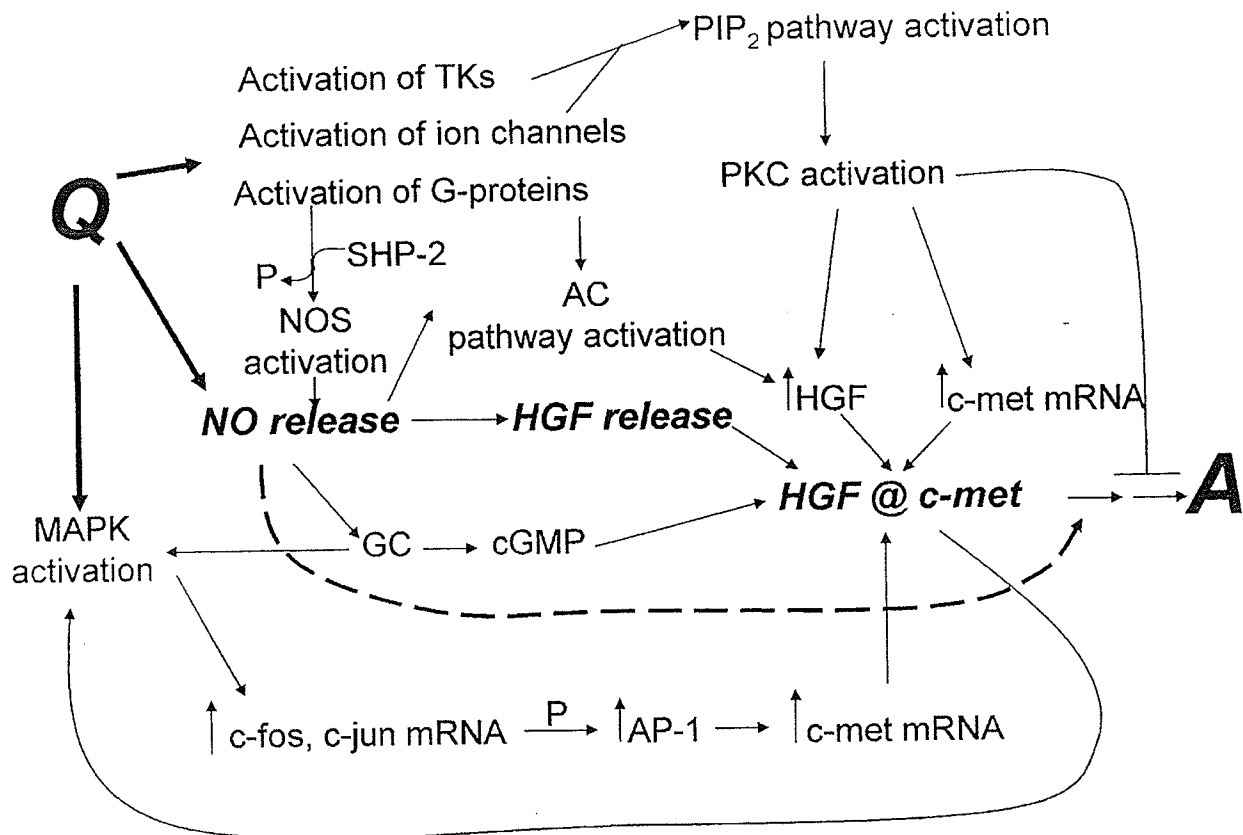 PIP₂ pathway activation
Activation of TKs
Activation of ion channels
PKC activation
Activation of G-proteins
Q
SHP-2
P
AC
pathway activation
NOS
activation
↑HGF
↑c-met mRNA
NO release
HGF release
HGF @ c-met
A
MAPK
activation
GC
cGMP
↑ c-fos, c-jun mRNA
P
↑AP-1
↑c-met mRNA